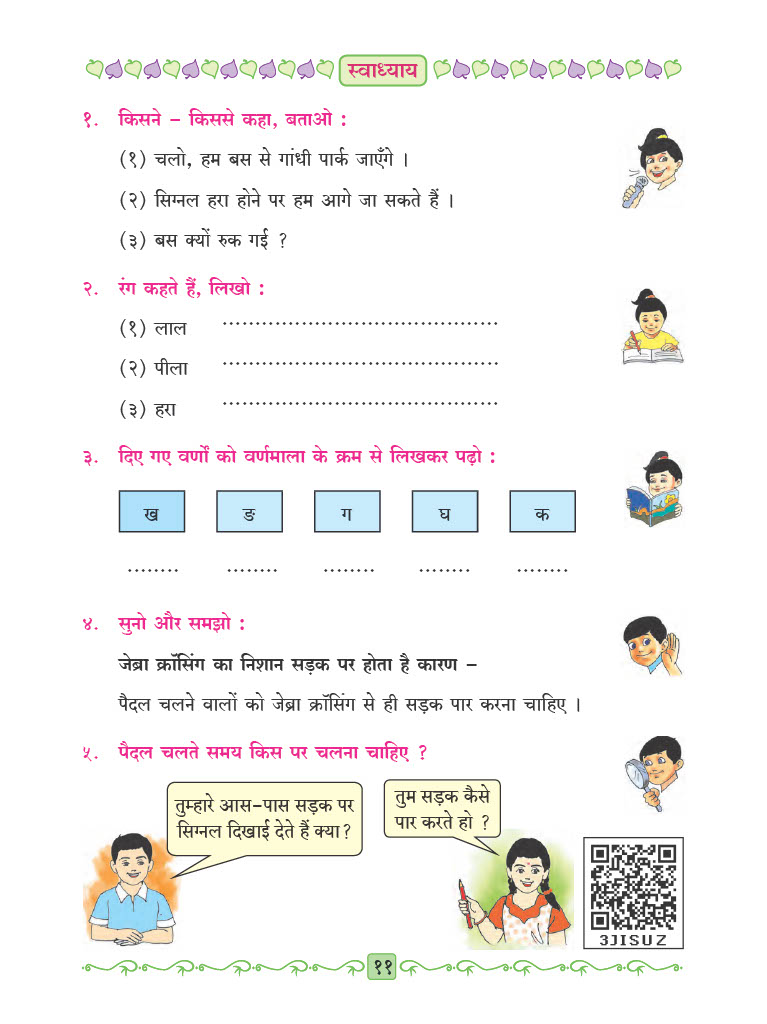 स्वाध्याय
१. किसने – किससे कहा, बताओ :
(१) चलो, हम बस से गांधी पार्क जाएँगे ।
(२) सिग्नल हरा होने पर हम आगे जा सकते हैं ।
(३) बस क्यों रुक गई ?
२. रंग कहते हैं, लिखो :
(१) लाल ..........................................
(२) पीला ..........................................
(३) हरा ..........................................
३. दिए गए वर्णों को वर्णमाला के क्रम से लिखकर पढ़ो :
ख ङ ग घ क
........ ........ ........ ........ ........
४. सुनो और समझो :
जेब्रा क्रॉसिंग का निशान सड़क पर होता है कारण –
पैदल चलने वालों को जेब्रा क्रॉसिंग से ही सड़क पार करना चाहिए ।
५. पैदल चलते समय किस पर चलना चाहिए ?
तुम्हारे आस-पास सड़क पर
सिग्नल दिखाई देते हैं क्या?
तुम सड़क कैसे
पार करते हो ?
3JISUZ
११